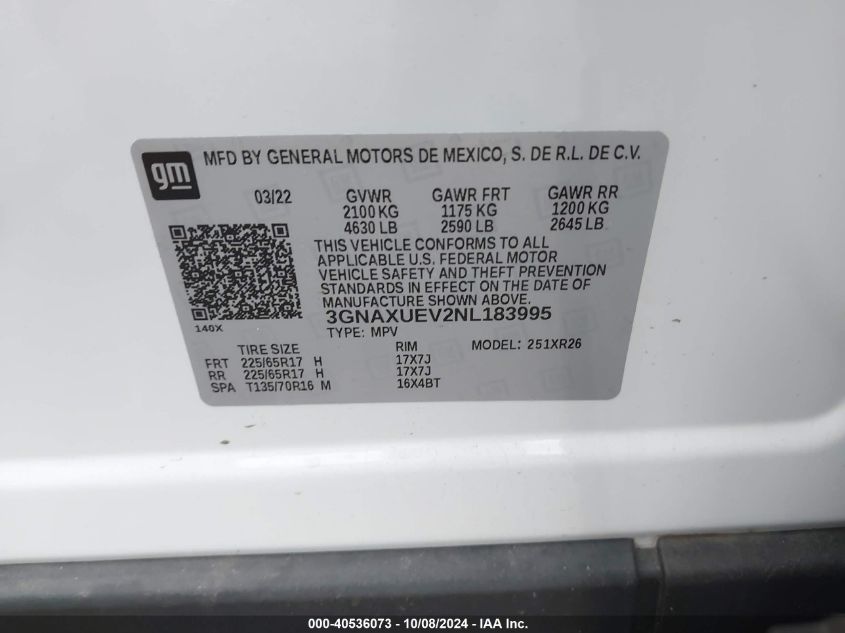 gm MFD BY GENERAL MOTORS DE MEXICO, S. DE R.L. DE C.V.
03/22 GVWR GAWR FRT GAWR RR
2100 KG 1175 KG 1200 KG
4630 LB 2590 LB 2645 LB
THIS VEHICLE CONFORMS TO ALL
APPLICABLE U.S. FEDERAL MOTOR
VEHICLE SAFETY AND THEFT PREVENTION
STANDARDS IN EFFECT ON THE DATE OF
MANUFACTURE SHOWN ABOVE.
140X 3GNAXUEV2NL183995
TYPE: MPV MODEL: 251XR26
TIRE SIZE RIM
FRT 225/65R17 H 17X7J
RR 225/65R17 H 17X7J
SPA T135/70R16 M 16X4BT
000-40536073 - 10/08/2024 - IAA Inc.